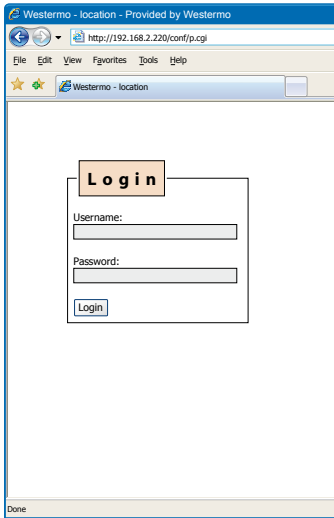 Westermo - location - Provided by Westermo
http://192.168.2.220/conf/p.cgi
File Edit View Favorites Tools Help
Westermo - location
Login
Username:
Password:
Login
Done